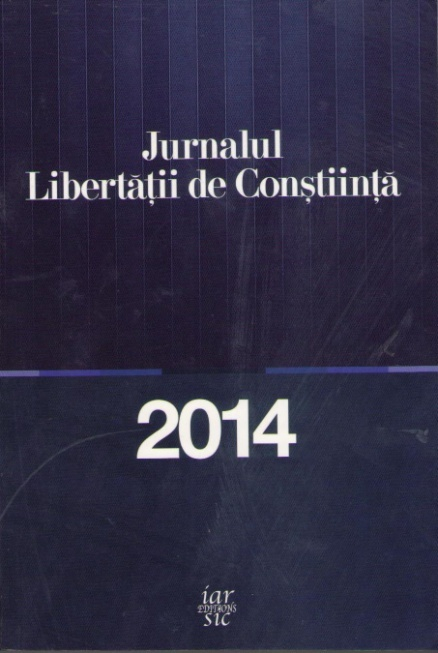 Jurnalul
Libertății de Conștiință
2014
iar
EDITIONS
sic